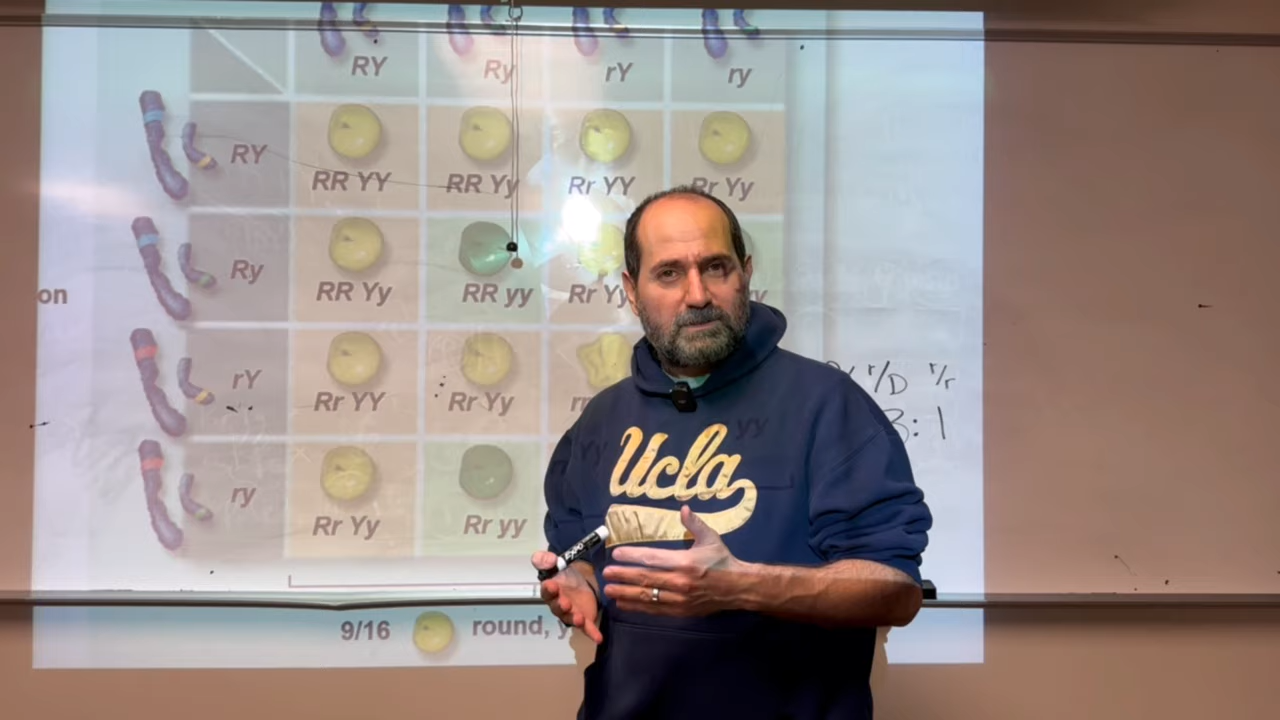 RY Ry rY ry
RY RR YY RR Yy Rr YY Rr Yy
Ry RR Yy RR yy Rr Yy
on
rY Rr YY Rr Yy
r/D r/r
3:1
Ucla
yy
ry Rr Yy Rr yy
EXPO
9/16 round, y